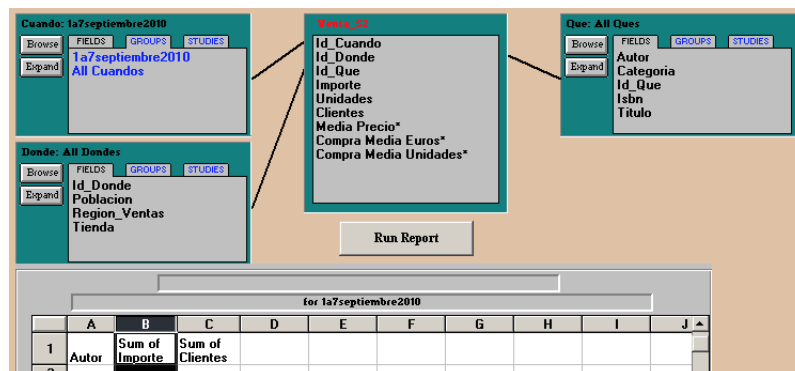 Cuando: 1a7septiembre2010
Browse
FIELDS GROUPS STUDIES
Expand
1a7septiembre2010
All Cuandos
Donde: All Dondes
Browse
FIELDS GROUPS STUDIES
Expand
Id_Donde
Poblacion
Region_Ventas
Tienda
Id_Cuando
Id_Donde
Id_Que
Importe
Unidades
Clientes
Media Precio*
Compra Media Euros*
Compra Media Unidades*
Que: All Ques
Browse
FIELDS GROUPS STUDIES
Expand
Autor
Categoria
Id_Que
Isbn
Titulo
Run Report
for 1a7septiembre2010
A B C D E F G H I J
1 Autor Sum of Importe Sum of Clientes